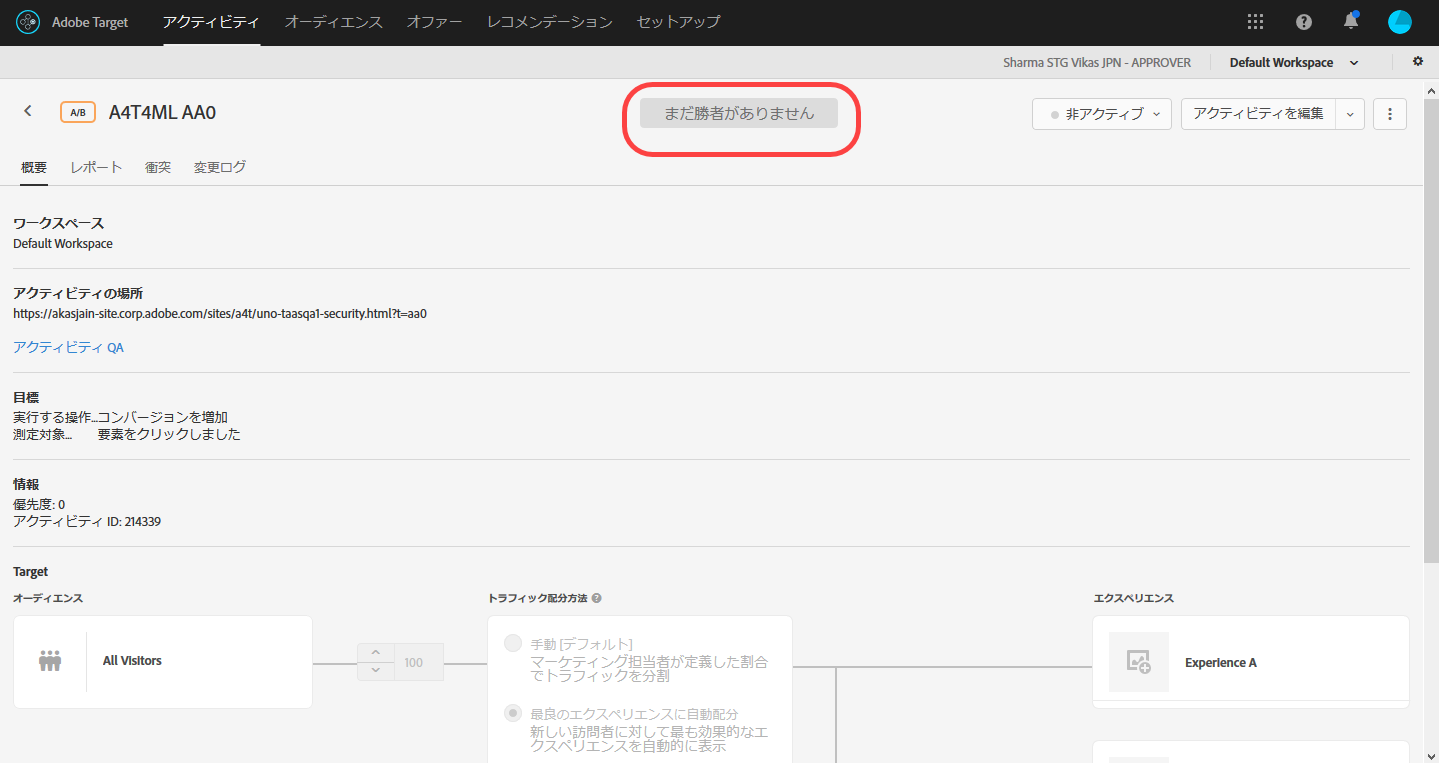 Adobe Target アクティビティ オーディエンス オファー レコメンデーション セットアップ
Sharma STG Vikas JPN - APPROVER Default Workspace
A/B A4T4ML AA0 まだ勝者がありません 非アクティブ アクティビティを編集
概要 レポート 衝突 変更ログ
ワークスペース
Default Workspace
アクティビティの場所
https://akasjain-site.corp.adobe.com/sites/a4t/uno-taasqa1-security.html?t=aa0
アクティビティ QA
目標
実行する操作...コンバージョンを増加
測定対象... 要素をクリックしました
情報
優先度: 0
アクティビティ ID: 214339
Target
オーディエンス トラフィック配分方法 エクスペリエンス
All Visitors
100
手動 [デフォルト]
マーケティング担当者が定義した割合
でトラフィックを分割
最良のエクスペリエンスに自動配分
新しい訪問者に対して最も効果的なエ
クスペリエンスを自動的に表示
Experience A